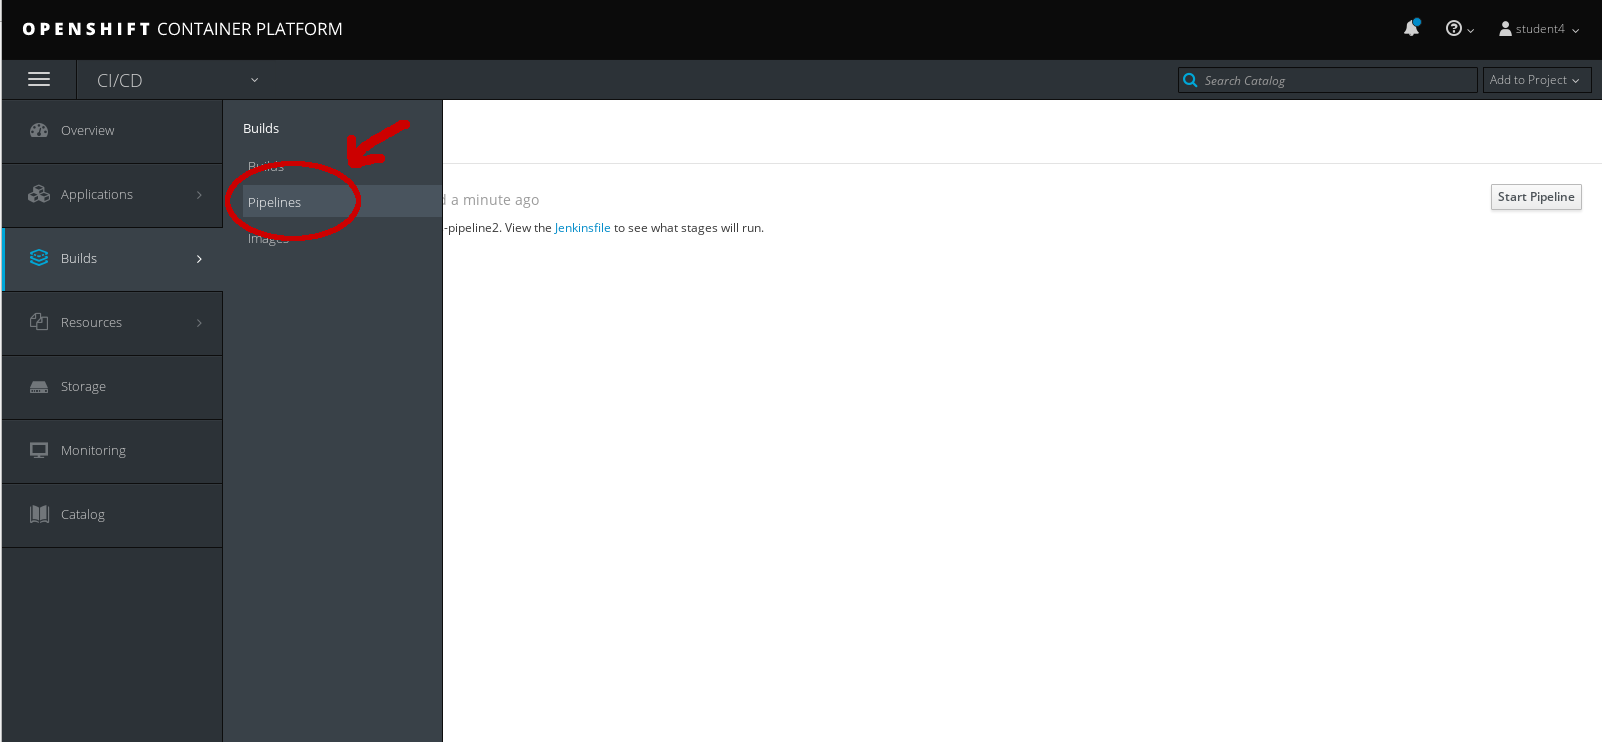 OPENSHIFT CONTAINER PLATFORM
student4
CI/CD
Search Catalog
Add to Project
Overview
Applications
Builds
Resources
Storage
Monitoring
Catalog
Builds
Builds
Pipelines
Images
d a minute ago
Start Pipeline
-pipeline2. View the Jenkinsfile to see what stages will run.